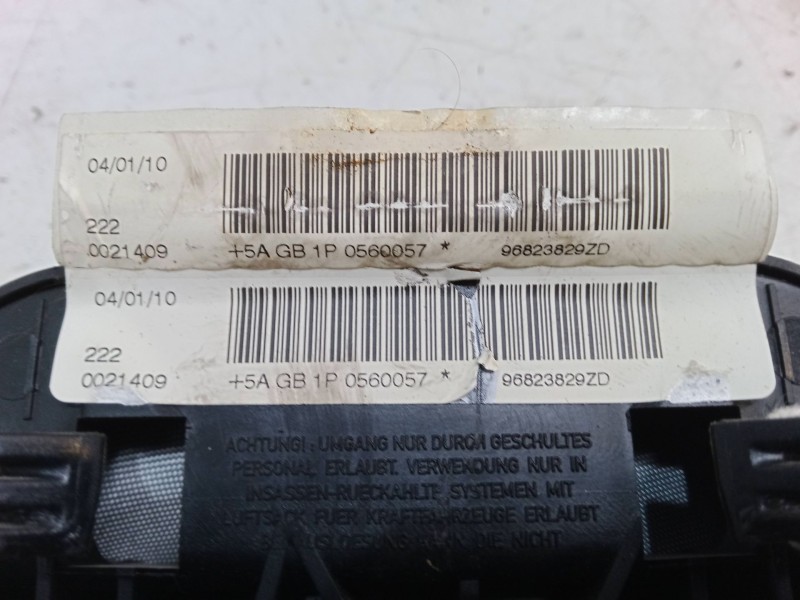 04/01/10
222
0021409 +5A GB 1P 0560057 * 96823829ZD
04/01/10
222
0021409 +5A GB 1P 0560057 * 96823829ZD
ACHTUNG! UMGANG NUR DURCH GESCHULTES
PERSONAL ERLAUBT. VERWENDUNG NUR IN
INSASSEN-RUECKAHLTE SYSTEMEN MIT
LUFTSACK FUER KRAFTFAHRZEUGE ERLAUBT
DIE NICHT